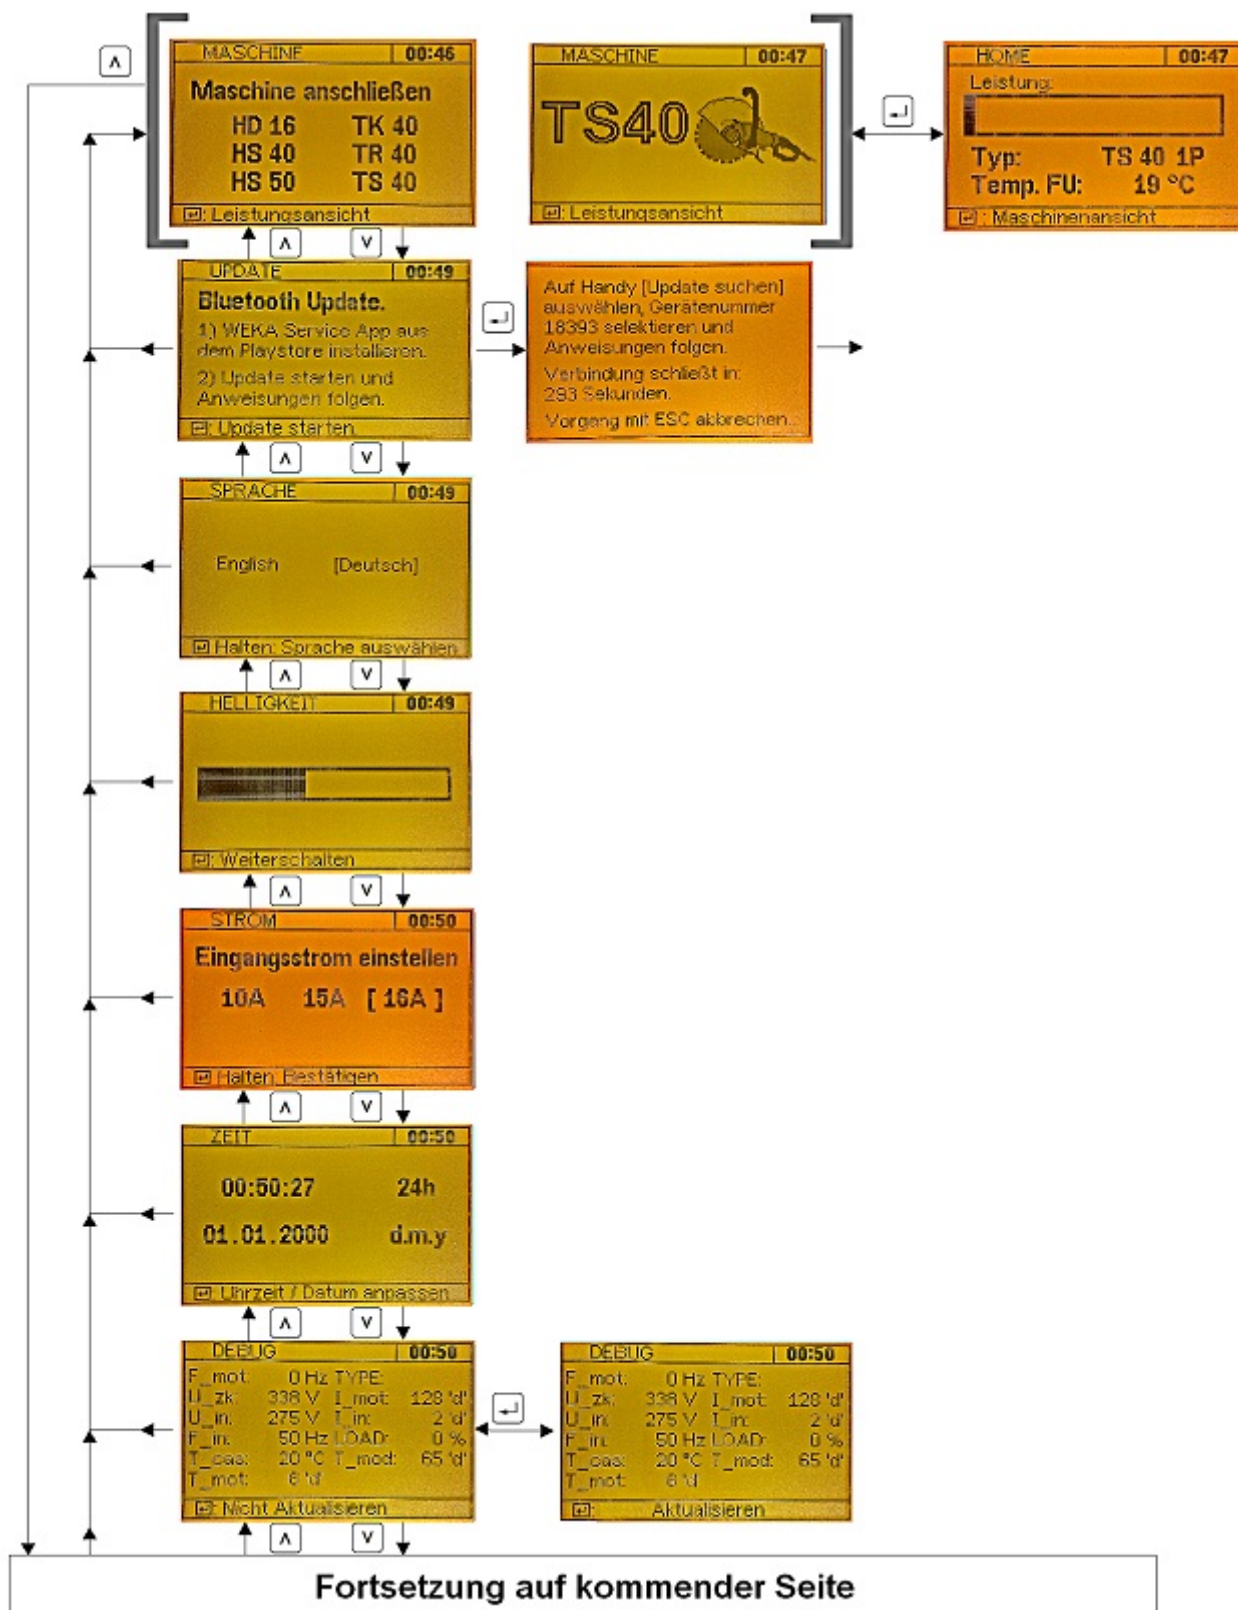 MASCHINE 00:46
Maschine anschließen
HD 16 TK 40
HS 40 TR 40
HS 50 TS 40
: Leistungsansicht
MASCHINE 00:47
TS40
: Leistungsansicht
HOME 00:47
Leistung:
Typ: TS 40 1P
Temp. FU: 19 °C
: Maschinenansicht
UPDATE 00:49
Bluetooth Update.
1) WEKA Service App aus
dem Playstore installieren.
2) Update starten und
Anweisungen folgen.
: Update starten
Auf Handy [Update suchen]
auswählen, Gerätenummer
18393 selektieren und
Anweisungen folgen.
Verbindung schließt in:
293 Sekunden.
Vorgang mit ESC abbrechen.
SPRACHE 00:49
English [Deutsch]
Halten: Sprache auswählen
HELLIGKEIT 00:49
: Weiterschalten
STROM 00:50
Eingangsstrom einstellen
10A 15A [ 16A ]
Halten: Bestätigen
ZEIT 00:50
00:50:27 24h
01.01.2000 d.m.y
: Uhrzeit / Datum anpassen
DEBUG 00:50
F_mot: 0 Hz TYPE:
U_zk: 338 V I_mot: 128 'd'
U_in: 275 V I_in: 2 'd'
F_in: 50 Hz LOAD: 0 %
T_cas: 20 °C T_mod: 65 'd'
T_mot: 6 'd'
: Nicht Aktualisieren
DEBUG 00:50
F_mot: 0 Hz TYPE:
U_zk: 338 V I_mot: 128 'd'
U_in: 275 V I_in: 2 'd'
F_in: 50 Hz LOAD: 0 %
T_cas: 20 °C T_mod: 65 'd'
T_mot: 6 'd'
: Aktualisieren
Fortsetzung auf kommender Seite